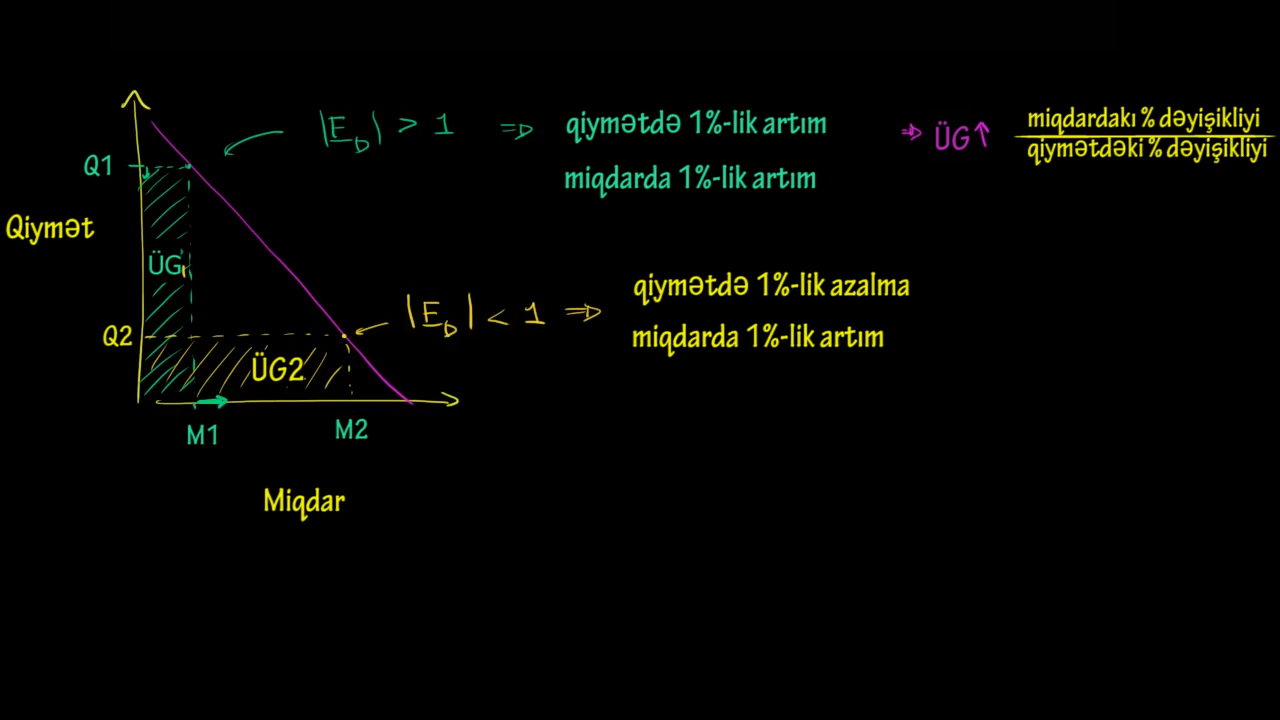 |E_D| > 1 ⇒ qiymətdə 1%-lik artım ⇒ ÜG↑ miqdardakı % dəyişikliyi
qiymətdəki % dəyişikliyi
Q1
miqdarda 1%-lik artım
Qiymət
ÜG1
|E_D| < 1 ⇒ qiymətdə 1%-lik azalma
Q2
miqdarda 1%-lik artım
ÜG2
M1
M2
Miqdar